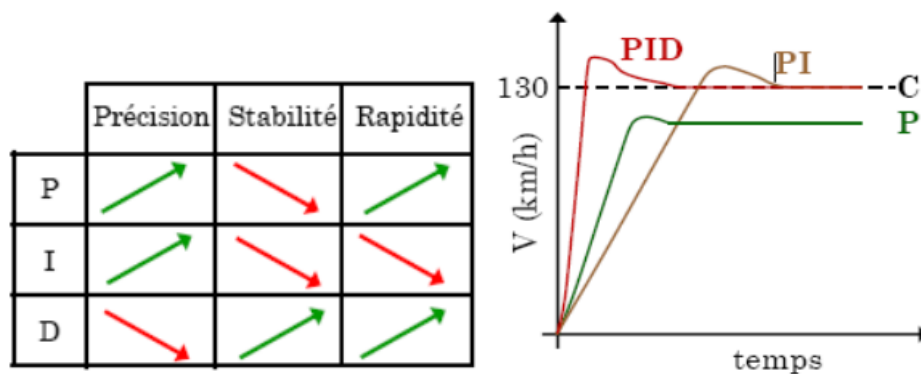 Précision Stabilité Rapidité
P
I
D
PID
PI
130
C
P
V (km/h)
temps